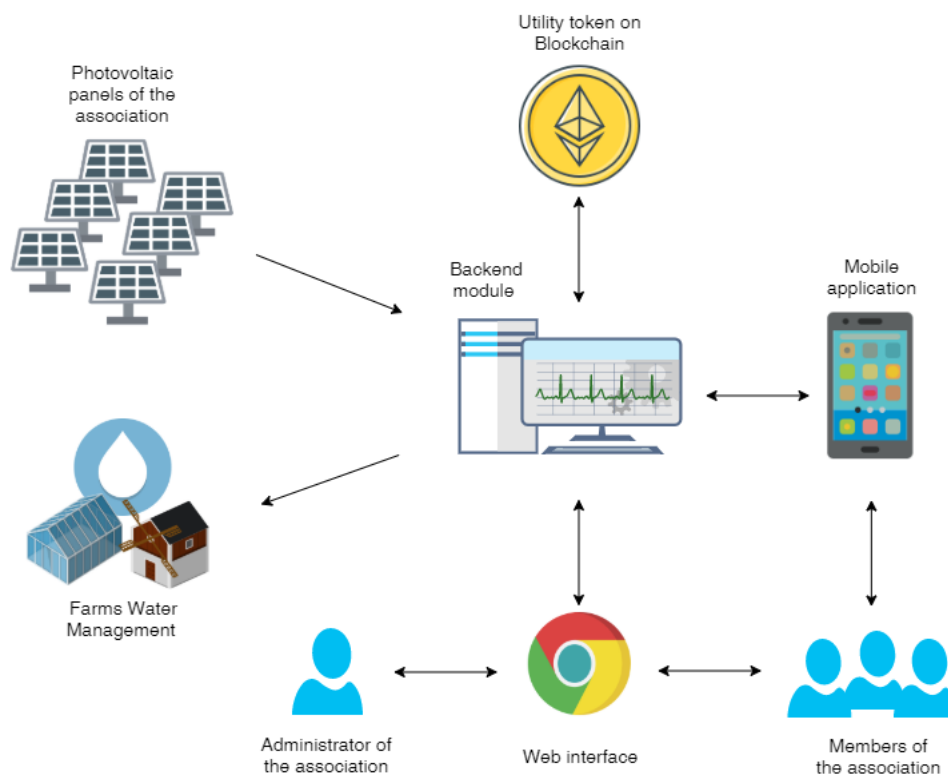 Utility token on
Blockchain
Photovoltaic
panels of the
association
Backend
module
Mobile
application
Farms Water
Management
Administrator of
the association
Web interface
Members of
the association